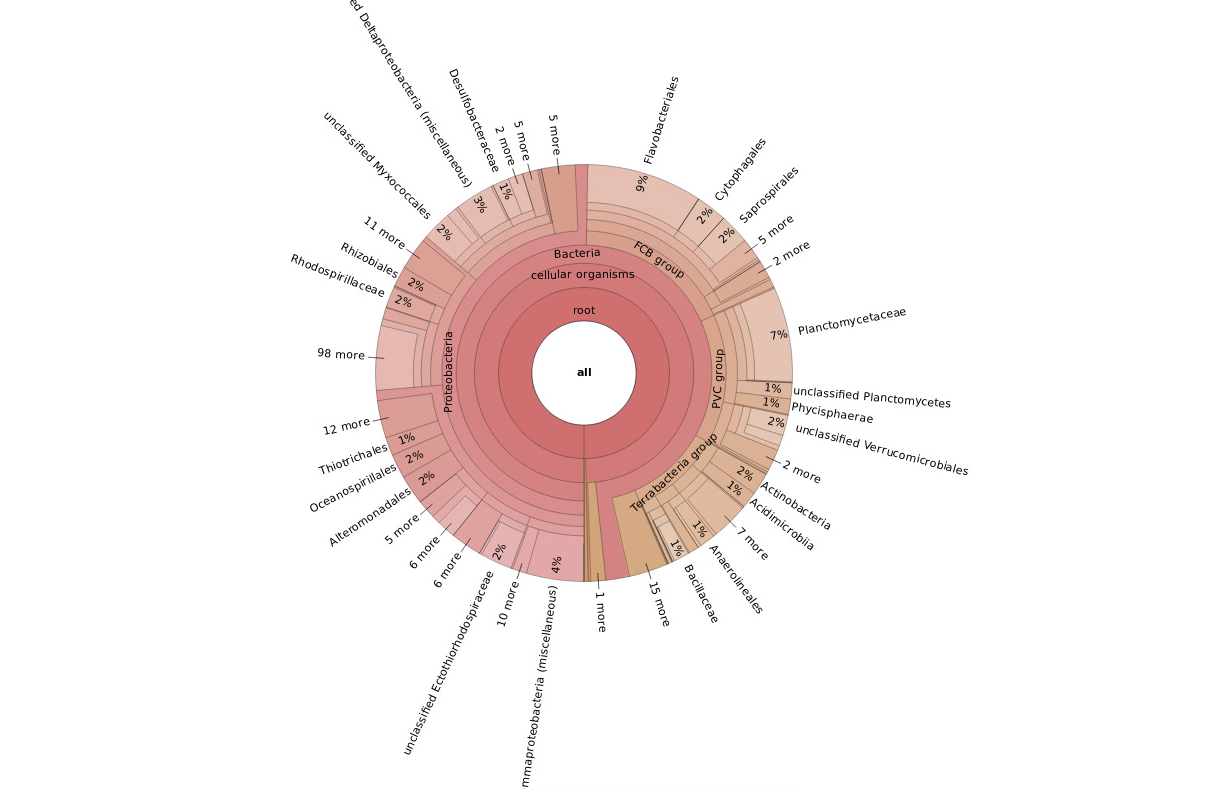 all
root
cellular organisms
Bacteria
FCB group
PVC group
Terrabacteria group
Proteobacteria
9% Flavobacteriales
2% Cytophagales
2% Saprospirales
5 more
2 more
7% Planctomycetaceae
1% unclassified Planctomycetes
1% Phycisphaerae
2% unclassified Verrucomicrobiales
2 more
2% Actinobacteria
1% Acidimicrobiia
7 more
1% Anaerolineales
1% Bacillaceae
15 more
1 more
4% mmaproteobacteria (miscellaneous)
10 more
2% unclassified Ectothiorhodospiraceae
6 more
6 more
5 more
2% Alteromonadales
2% Oceanospirillales
1% Thiotrichales
12 more
98 more
2% Rhodospirillaceae
2% Rhizobiales
11 more
2% unclassified Myxococcales
3% ed Deltaproteobacteria (miscellaneous)
1% Desulfobacteraceae
2 more
5 more
5 more